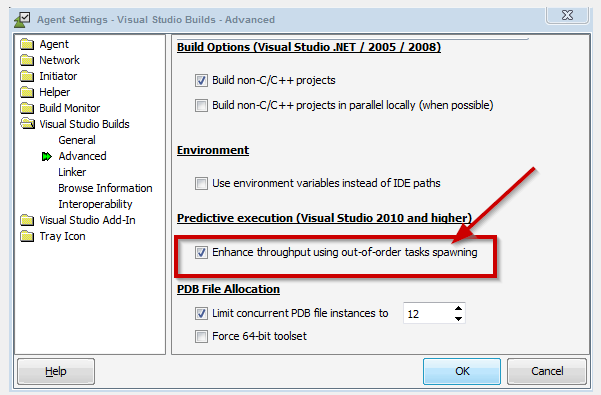 Agent Settings - Visual Studio Builds - Advanced
Agent
Network
Initiator
Helper
Build Monitor
Visual Studio Builds
General
Advanced
Linker
Browse Information
Interoperability
Visual Studio Add-In
Tray Icon
Build Options (Visual Studio .NET / 2005 / 2008)
Build non-C/C++ projects
Build non-C/C++ projects in parallel locally (when possible)
Environment
Use environment variables instead of IDE paths
Predictive execution (Visual Studio 2010 and higher)
Enhance throughput using out-of-order tasks spawning
PDB File Allocation
Limit concurrent PDB file instances to 12
Force 64-bit toolset
Help
OK
Cancel